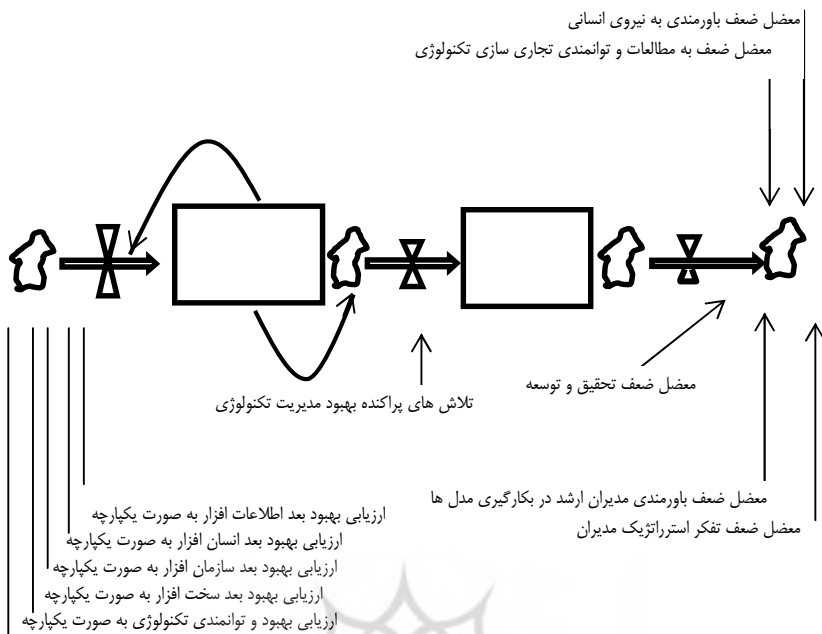 معضل ضعف باورمندی به نیروی انسانی
معضل ضعف به مطالعات و توانمندی تجاری سازی تکنولوژی
معضل ضعف تحقیق و توسعه
تلاش های پراکنده بهبود مدیریت تکنولوژی
معضل ضعف باورمندی مدیران ارشد در بکارگیری مدل ها
معضل ضعف تفکر استرراتژیک مدیران
ارزیابی بهبود بعد اطلاعات افزار به صورت یکپارچه
ارزیابی بهبود بعد انسان افزار به صورت یکپارچه
ارزیابی بهبود بعد سازمان افزار به صورت یکپارچه
ارزیابی بهبود بعد سخت افزار به صورت یکپارچه
ارزیابی بهبود و توانمندی تکنولوژی به صورت یکپارچه